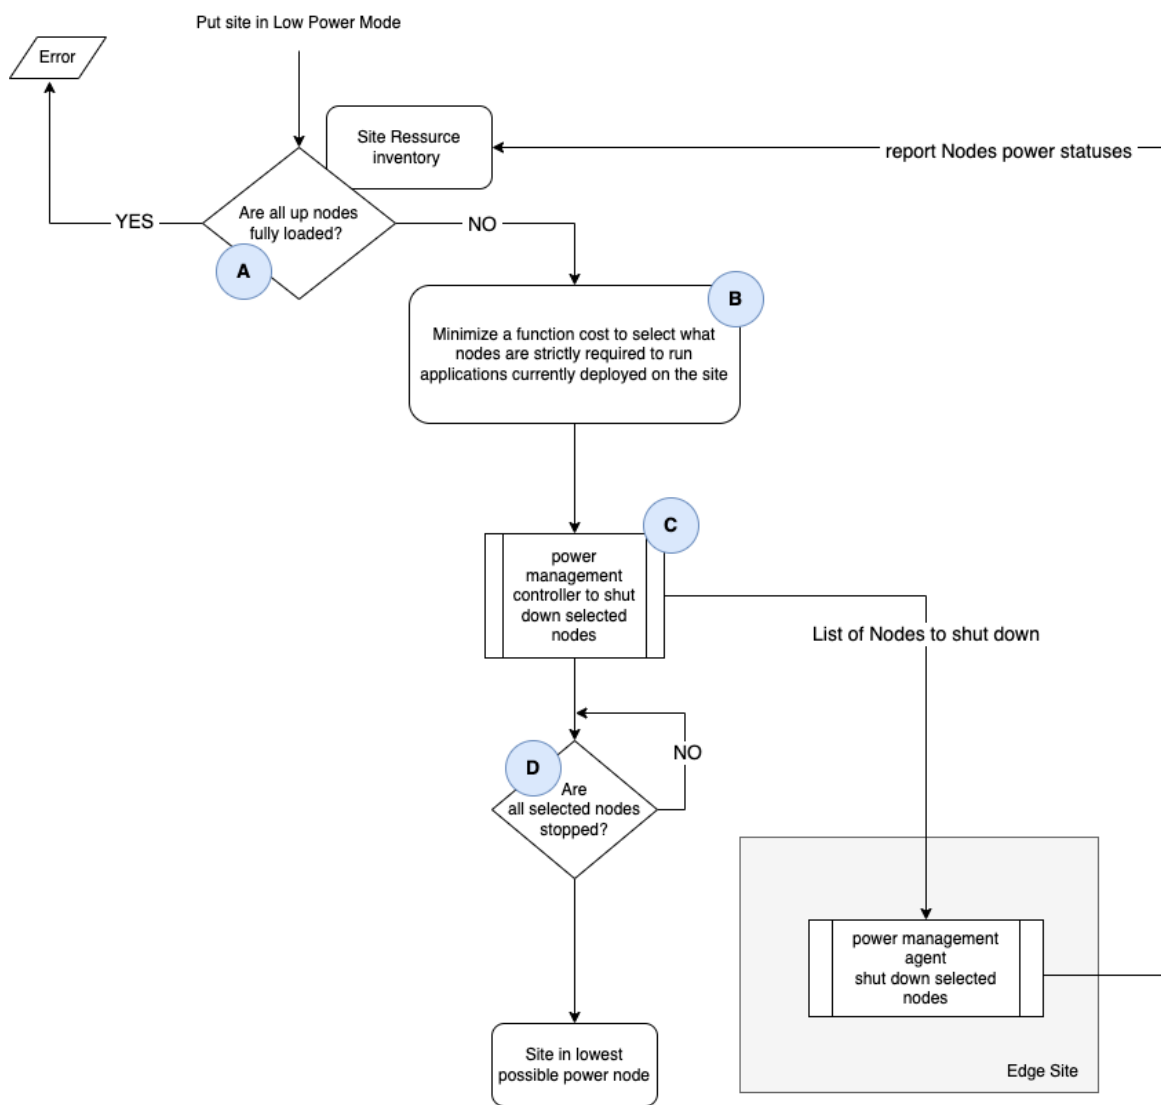 Put site in Low Power Mode
Error
Site Ressurce
inventory
report Nodes power statuses
Are all up nodes
fully loaded?
YES
NO
A
B
Minimize a function cost to select what
nodes are strictly required to run
applications currently deployed on the site
C
power
management
controller to shut
down selected
nodes
List of Nodes to shut down
NO
D
Are
all selected nodes
stopped?
power management
agent
shut down selected
nodes
Site in lowest
possible power node
Edge Site